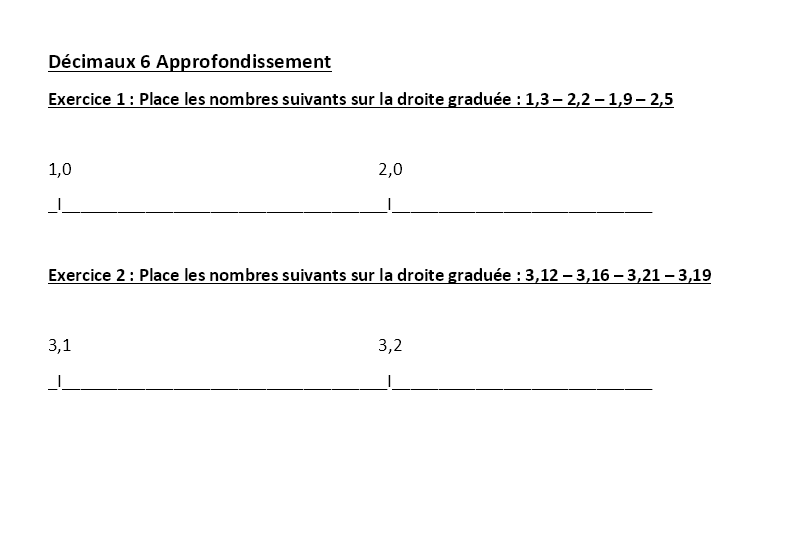 Décimaux 6 Approfondissement
Exercice 1 : Place les nombres suivants sur la droite graduée : 1,3 – 2,2 – 1,9 – 2,5
1,0 2,0
_I___________________________________I____________________________
Exercice 2 : Place les nombres suivants sur la droite graduée : 3,12 – 3,16 – 3,21 – 3,19
3,1 3,2
_I___________________________________I____________________________